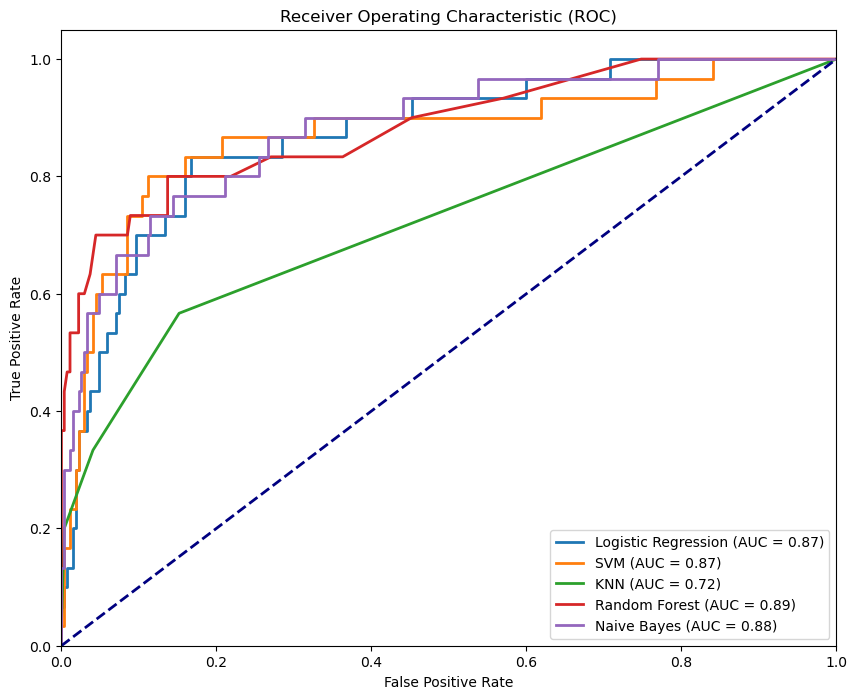 Receiver Operating Characteristic (ROC)
True Positive Rate
1.0
0.8
0.6
0.4
0.2
0.0
Logistic Regression (AUC = 0.87)
SVM (AUC = 0.87)
KNN (AUC = 0.72)
Random Forest (AUC = 0.89)
Naive Bayes (AUC = 0.88)
0.0 0.2 0.4 0.6 0.8 1.0
False Positive Rate